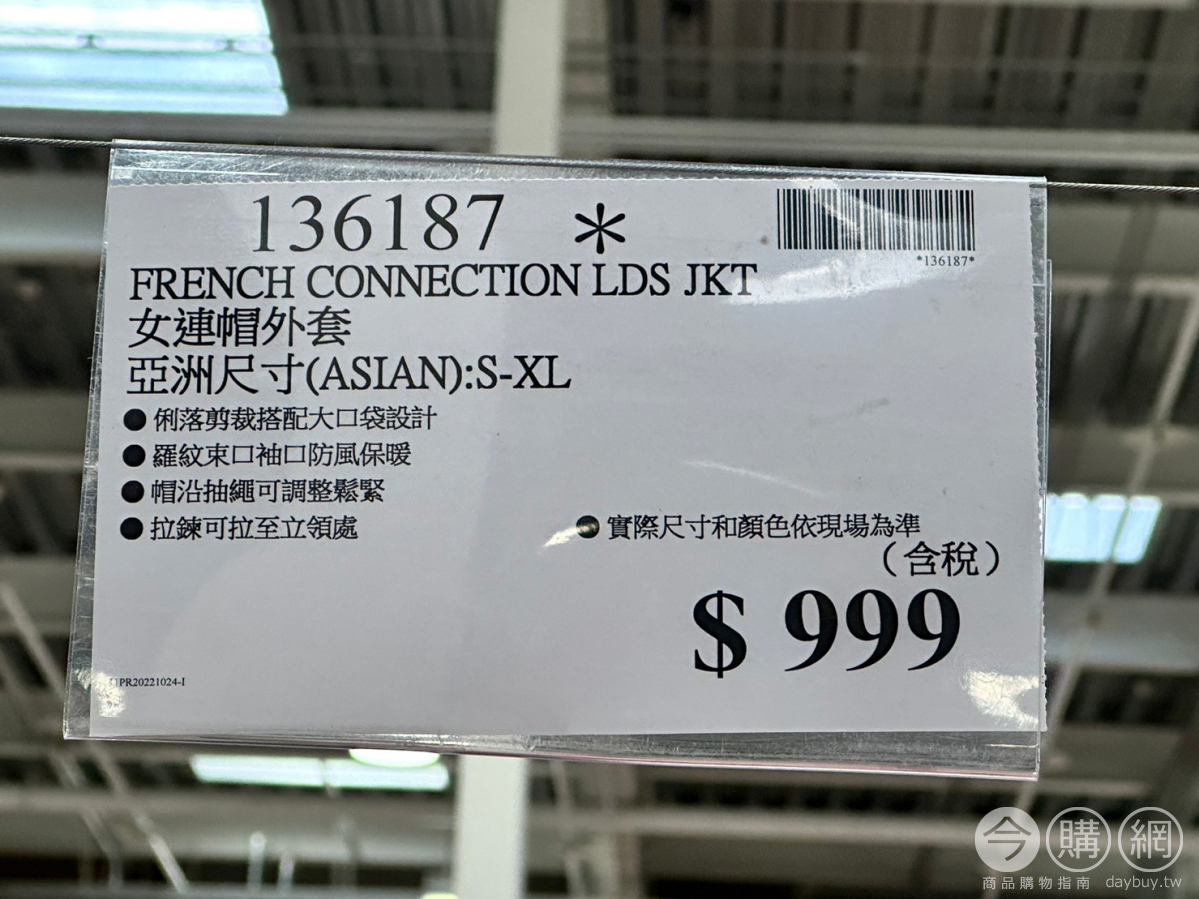 136187 *
*136187*
FRENCH CONNECTION LDS JKT
女連帽外套
亞洲尺寸(ASIAN):S-XL
● 俐落剪裁搭配大口袋設計
● 羅紋束口袖口防風保暖
● 帽沿抽繩可調整鬆緊
● 拉鍊可拉至立領處
● 實際尺寸和顏色依現場為準
（含稅）
$ 999
PR20221024-I
今購網
商品購物指南 daybuy.tw